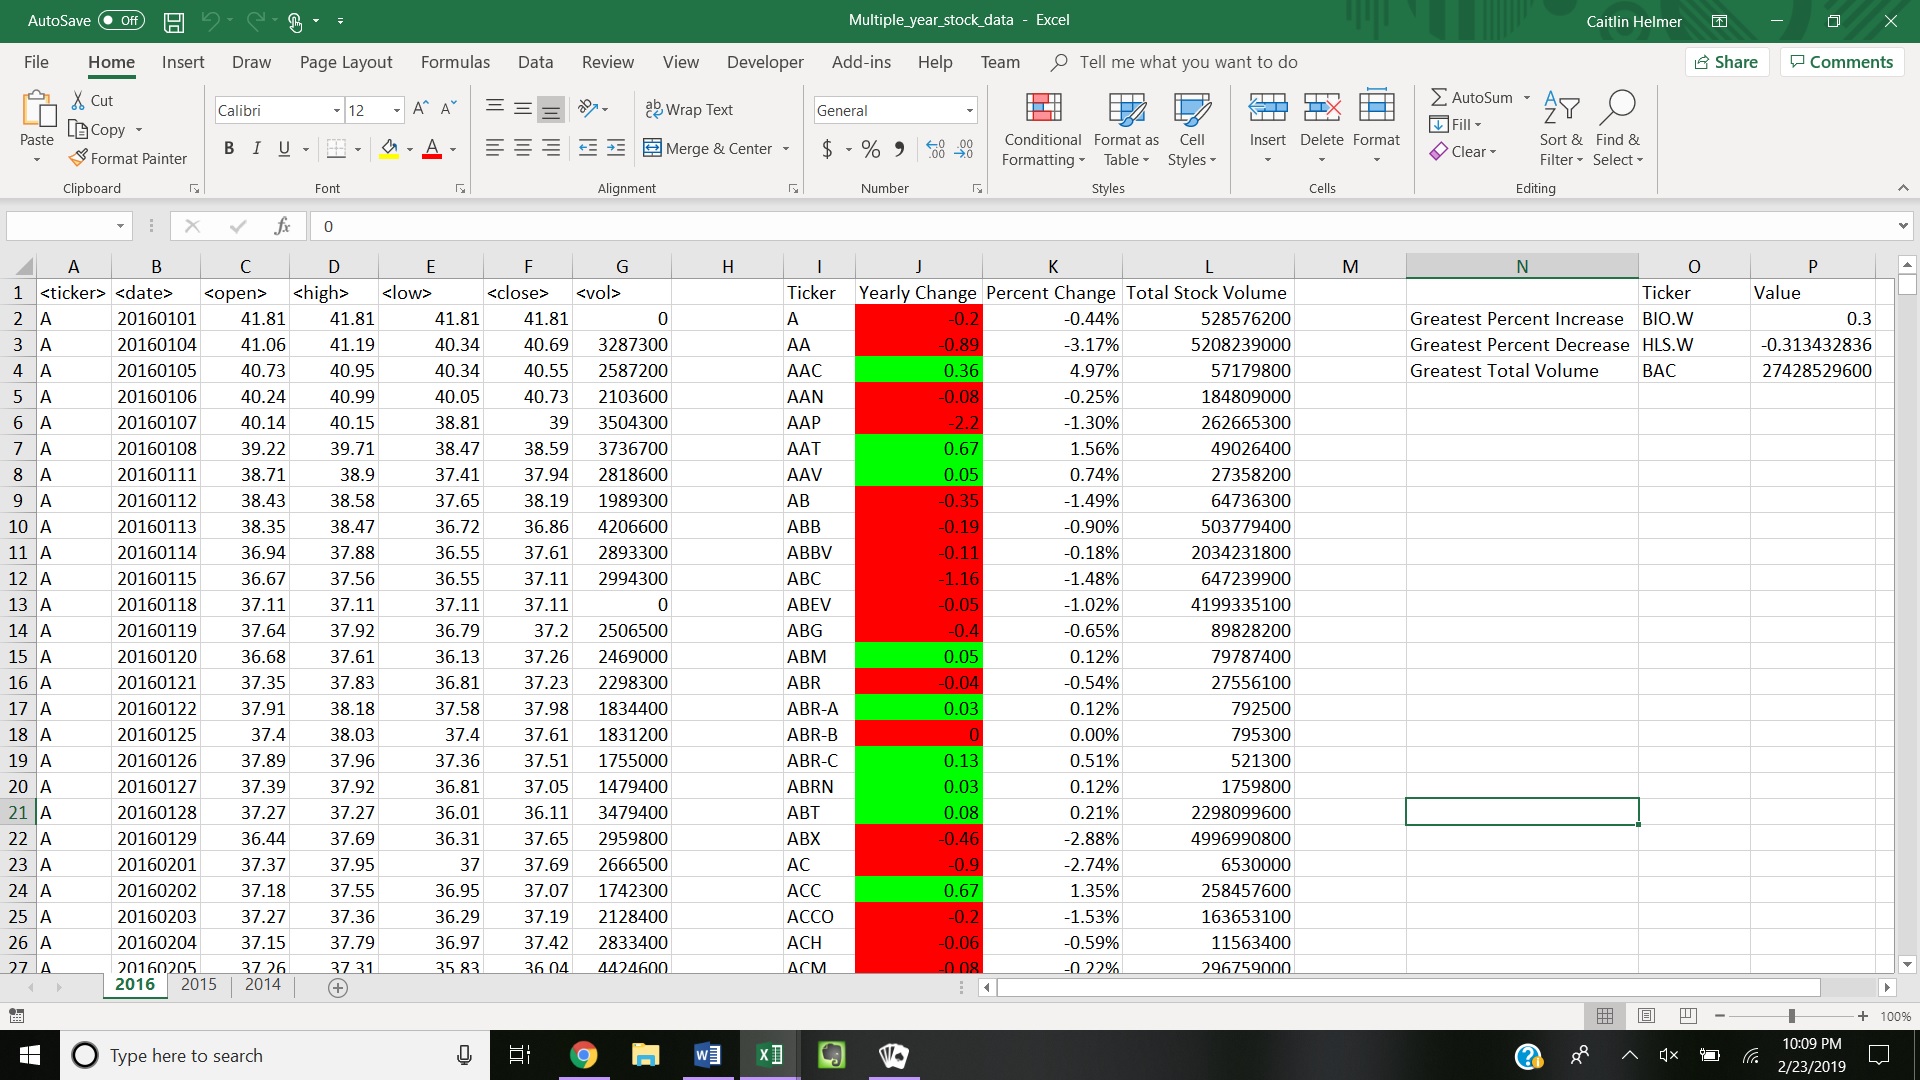 AutoSave Off
Multiple_year_stock_data - Excel
Caitlin Helmer
File Home Insert Draw Page Layout Formulas Data Review View Developer Add-ins Help Team Tell me what you want to do Share Comments
Paste Cut Copy Format Painter
Calibri 12 B I U
Wrap Text Merge & Center
General $ %
Conditional Formatting Format as Table Cell Styles
Insert Delete Format
AutoSum Fill Clear Sort & Filter Find & Select
Clipboard Font Alignment Number Styles Cells Editing
fx 0
A B C D E F G H I J K L M N O P
1 <ticker> <date> <open> <high> <low> <close> <vol> Ticker Yearly Change Percent Change Total Stock Volume Ticker Value
2 A 20160101 41.81 41.81 41.81 41.81 0 A -0.2 -0.44% 528576200 Greatest Percent Increase BIO.W 0.3
3 A 20160104 41.06 41.19 40.34 40.69 3287300 AA -0.89 -3.17% 5208239000 Greatest Percent Decrease HLS.W -0.313432836
4 A 20160105 40.73 40.95 40.34 40.55 2587200 AAC 0.36 4.97% 57179800 Greatest Total Volume BAC 27428529600
5 A 20160106 40.24 40.99 40.05 40.73 2103600 AAN -0.08 -0.25% 184809000
6 A 20160107 40.14 40.15 38.81 39 3504300 AAP -2.2 -1.30% 262665300
7 A 20160108 39.22 39.71 38.47 38.59 3736700 AAT 0.67 1.56% 49026400
8 A 20160111 38.71 38.9 37.41 37.94 2818600 AAV 0.05 0.74% 27358200
9 A 20160112 38.43 38.58 37.65 38.19 1989300 AB -0.35 -1.49% 64736300
10 A 20160113 38.35 38.47 36.72 36.86 4206600 ABB -0.19 -0.90% 503779400
11 A 20160114 36.94 37.88 36.55 37.61 2893300 ABBV -0.11 -0.18% 2034231800
12 A 20160115 36.67 37.56 36.55 37.11 2994300 ABC -1.16 -1.48% 647239900
13 A 20160118 37.11 37.11 37.11 37.11 0 ABEV -0.05 -1.02% 4199335100
14 A 20160119 37.64 37.92 36.79 37.2 2506500 ABG -0.4 -0.65% 89828200
15 A 20160120 36.68 37.61 36.13 37.26 2469000 ABM 0.05 0.12% 79787400
16 A 20160121 37.35 37.83 36.81 37.23 2298300 ABR -0.04 -0.54% 27556100
17 A 20160122 37.91 38.18 37.58 37.98 1834400 ABR-A 0.03 0.12% 792500
18 A 20160125 37.4 38.03 37.4 37.61 1831200 ABR-B 0 0.00% 795300
19 A 20160126 37.89 37.96 37.36 37.51 1755000 ABR-C 0.13 0.51% 521300
20 A 20160127 37.39 37.92 36.81 37.05 1479400 ABRN 0.03 0.12% 1759800
21 A 20160128 37.27 37.27 36.01 36.11 3479400 ABT 0.08 0.21% 2298099600
22 A 20160129 36.44 37.69 36.31 37.65 2959800 ABX -0.46 -2.88% 4996990800
23 A 20160201 37.37 37.95 37 37.69 2666500 AC -0.9 -2.74% 6530000
24 A 20160202 37.18 37.55 36.95 37.07 1742300 ACC 0.67 1.35% 258457600
25 A 20160203 37.27 37.36 36.29 37.19 2128400 ACCO -0.2 -1.53% 163653100
26 A 20160204 37.15 37.79 36.97 37.42 2833400 ACH -0.06 -0.59% 11563400
27 A 20160205 37.26 37.31 35.83 36.04 4424600 ACM -0.08 -0.22% 296759000
2016 2015 2014
100%
Type here to search
10:09 PM
2/23/2019